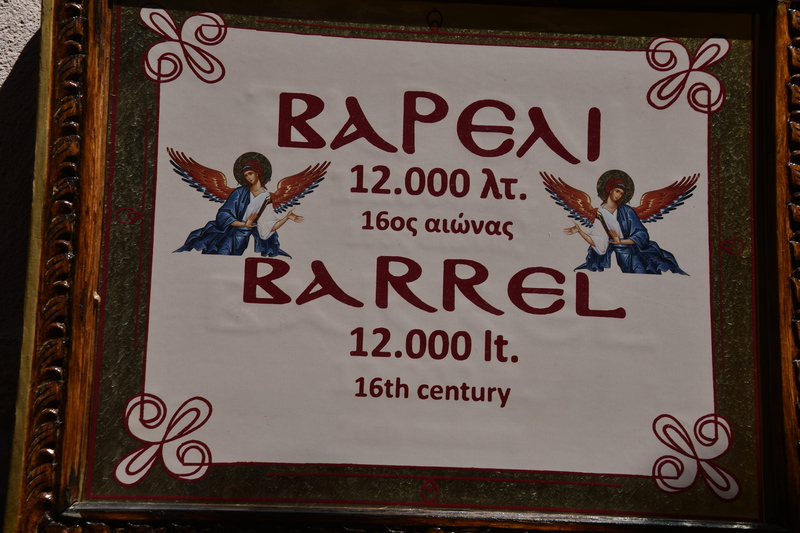 ΒΑΡΕΛΙ
12.000 λτ.
16ος αιώνας
BARREL
12.000 lt.
16th century